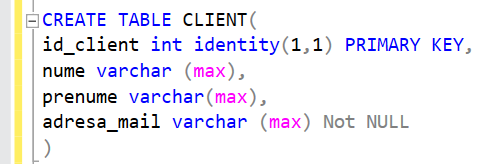 CREATE TABLE CLIENT(
id_client int identity(1,1) PRIMARY KEY,
nume varchar (max),
prenume varchar(max),
adresa_mail varchar (max) Not NULL
)